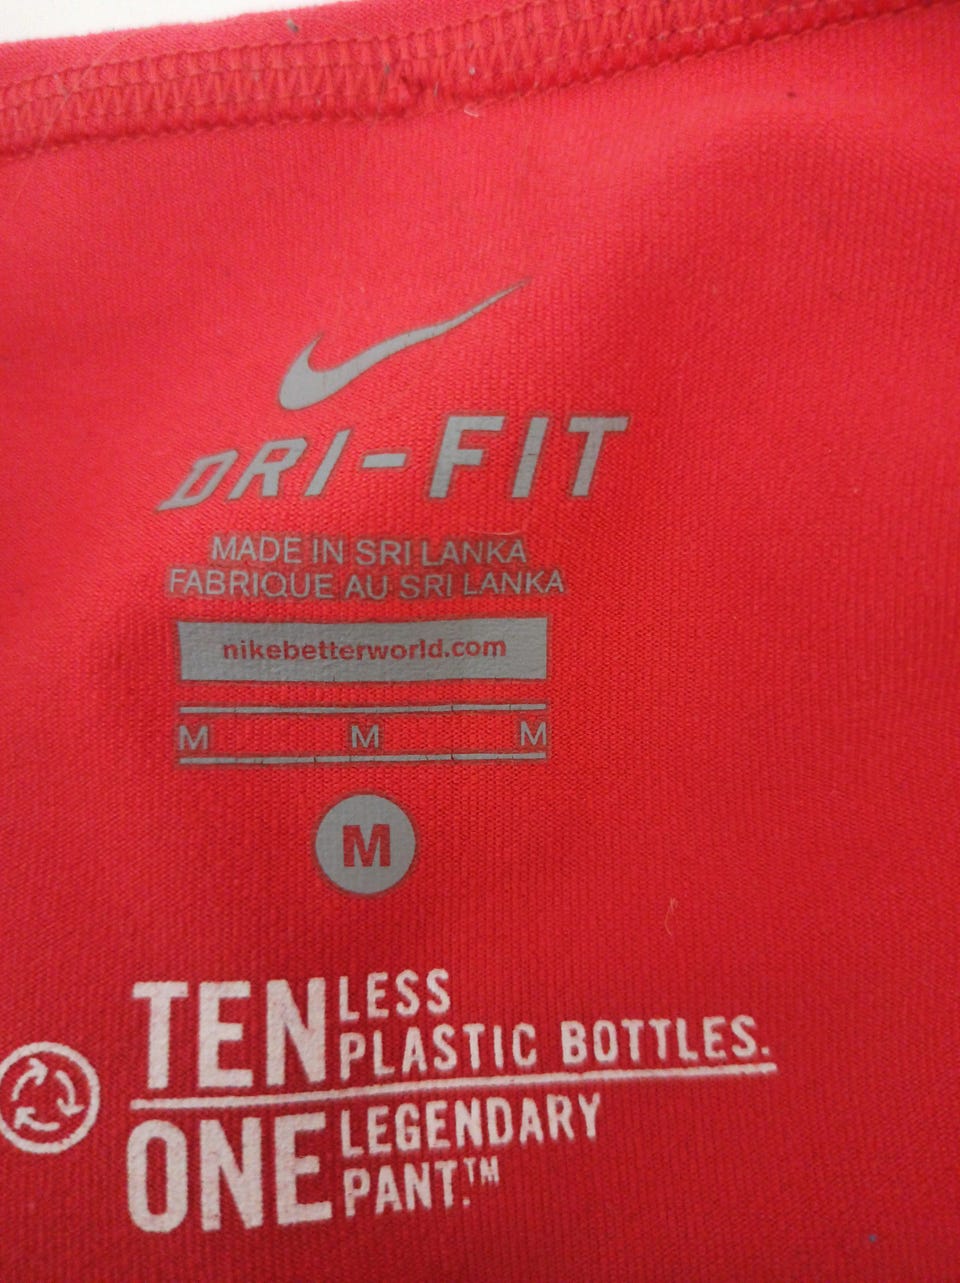 DRI-FIT
MADE IN SRI LANKA
FABRIQUE AU SRI LANKA
nikebetterworld.com
M M M
M
TEN LESS
PLASTIC BOTTLES.
ONE LEGENDARY
PANT.™